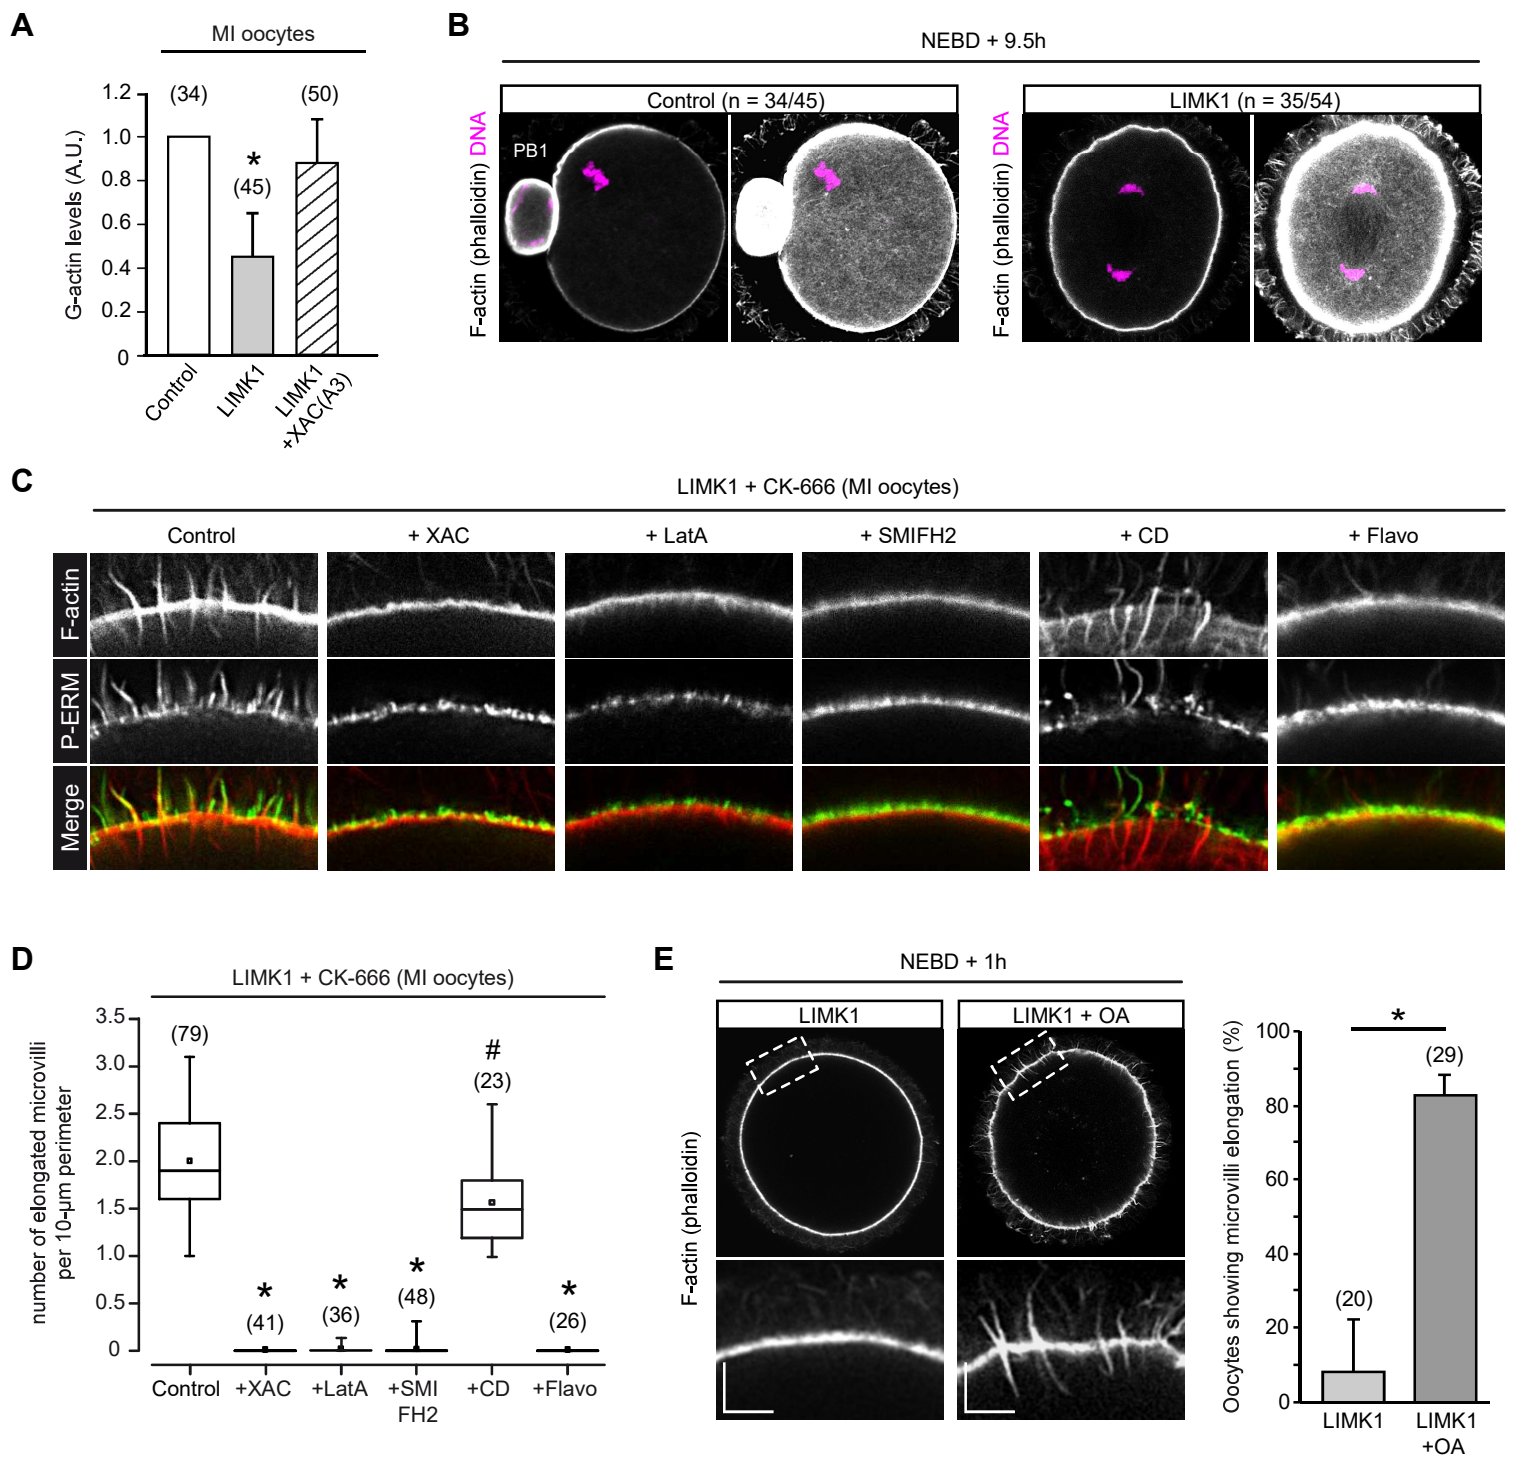 A
MI oocytes
G-actin levels (A.U.)
1.2
1.0
0.8
0.6
0.4
0.2
0
(34)
*
(45)
(50)
Control
LIMK1
LIMK1
+XAC(A3)
B
NEBD + 9.5h
Control (n = 34/45)
LIMK1 (n = 35/54)
F-actin (phalloidin) DNA
PB1
F-actin (phalloidin) DNA
C
LIMK1 + CK-666 (MI oocytes)
Control
+ XAC
+ LatA
+ SMIFH2
+ CD
+ Flavo
F-actin
P-ERM
Merge
D
LIMK1 + CK-666 (MI oocytes)
number of elongated microvilli
per 10-µm perimeter
3.5
3.0
2.5
2.0
1.5
1.0
0.5
0
(79)
*
(41)
*
(36)
*
(48)
#
(23)
*
(26)
Control
+XAC
+LatA
+SMI
FH2
+CD
+Flavo
E
NEBD + 1h
LIMK1
LIMK1 + OA
F-actin (phalloidin)
Oocytes showing microvilli elongation (%)
100
80
60
40
20
0
*
(20)
(29)
LIMK1
LIMK1
+OA